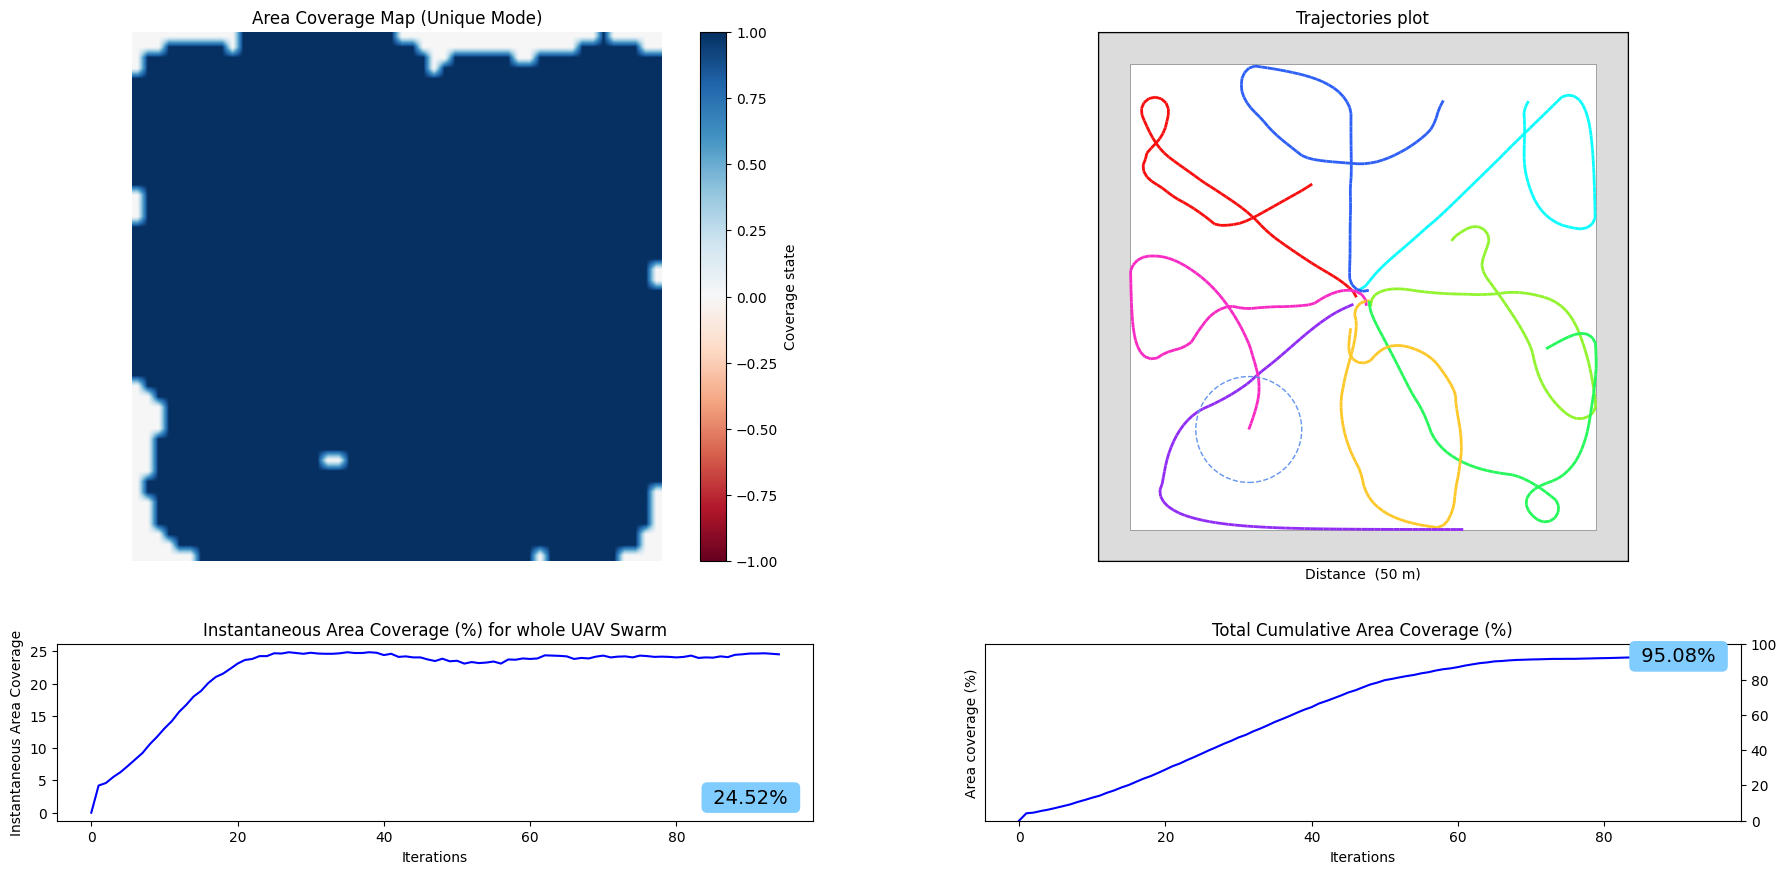 Area Coverage Map (Unique Mode)
1.00
0.75
0.50
0.25
0.00
−0.25
−0.50
−0.75
−1.00
Coverage state
Trajectories plot
Distance  (50 m)
Instantaneous Area Coverage (%) for whole UAV Swarm
Instantaneous Area Coverage
25
20
15
10
5
0
24.52%
0 20 40 60 80
Iterations
Total Cumulative Area Coverage (%)
Area coverage (%)
95.08%
100
80
60
40
20
0
0 20 40 60 80
Iterations